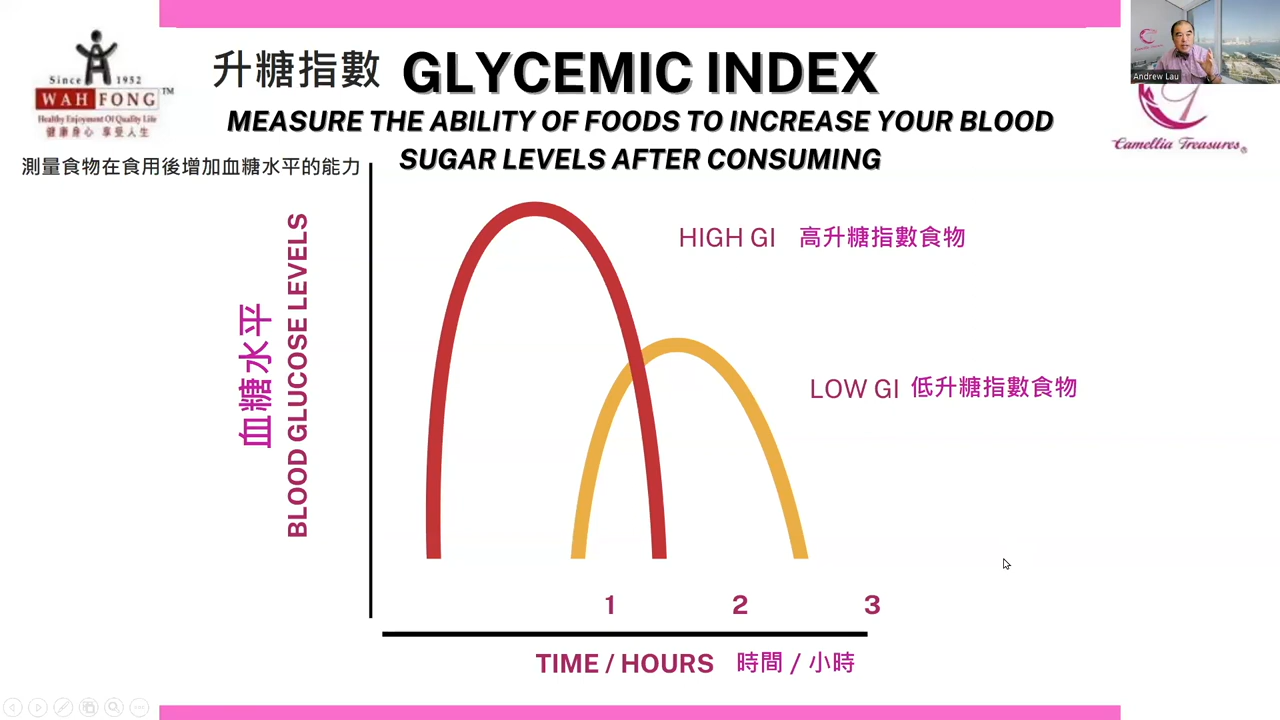 升糖指數 GLYCEMIC INDEX
MEASURE THE ABILITY OF FOODS TO INCREASE YOUR BLOOD
SUGAR LEVELS AFTER CONSUMING
測量食物在食用後增加血糖水平的能力
Since 1952
WAH FONG TM
Healthy Enjoyment Of Quality Life
健康身心 享受人生
Andrew Lau
Camellia Treasures
血糖水平
BLOOD GLUCOSE LEVELS
HIGH GI 高升糖指數食物
LOW GI 低升糖指數食物
1 2 3
TIME / HOURS 時間 / 小時